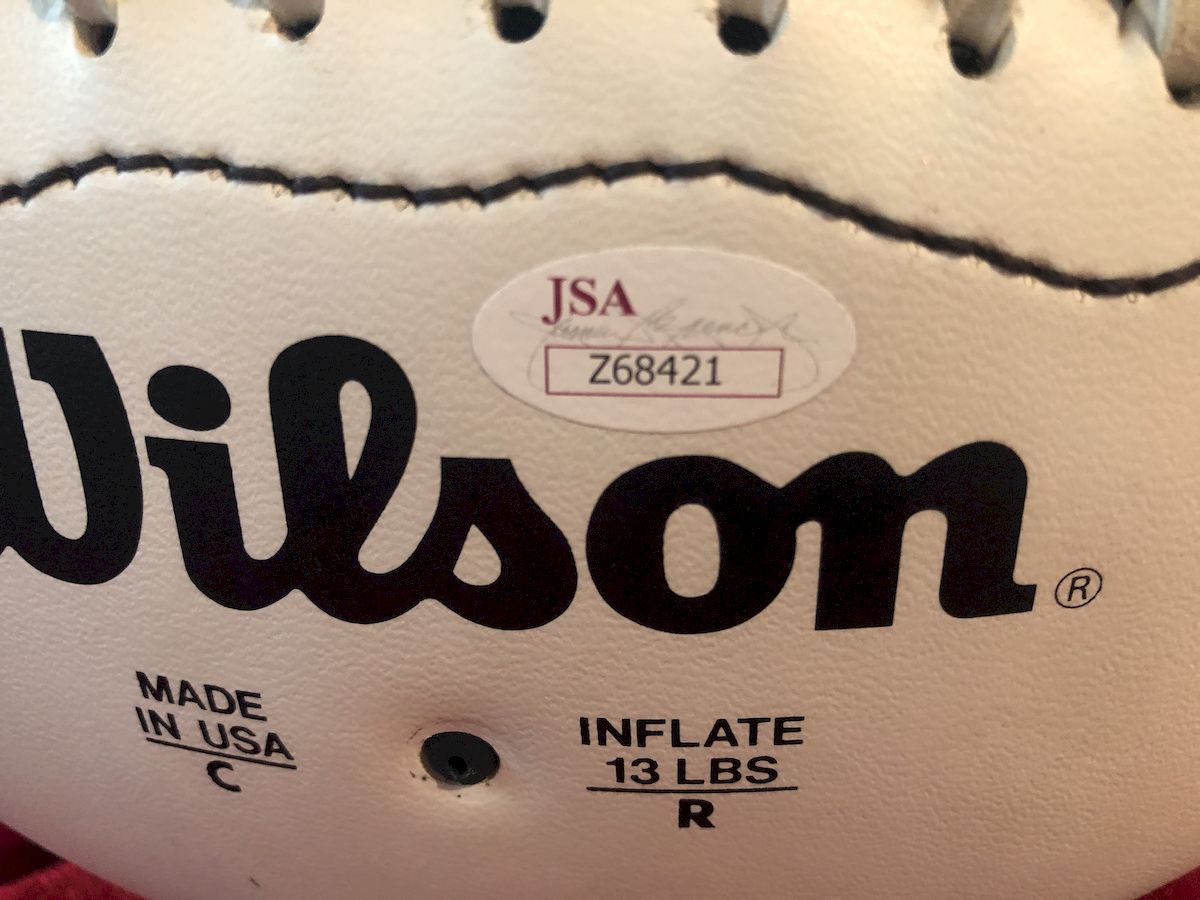 JSA
Z68421
Wilson ®
MADE
IN USA
C
INFLATE
13 LBS
R